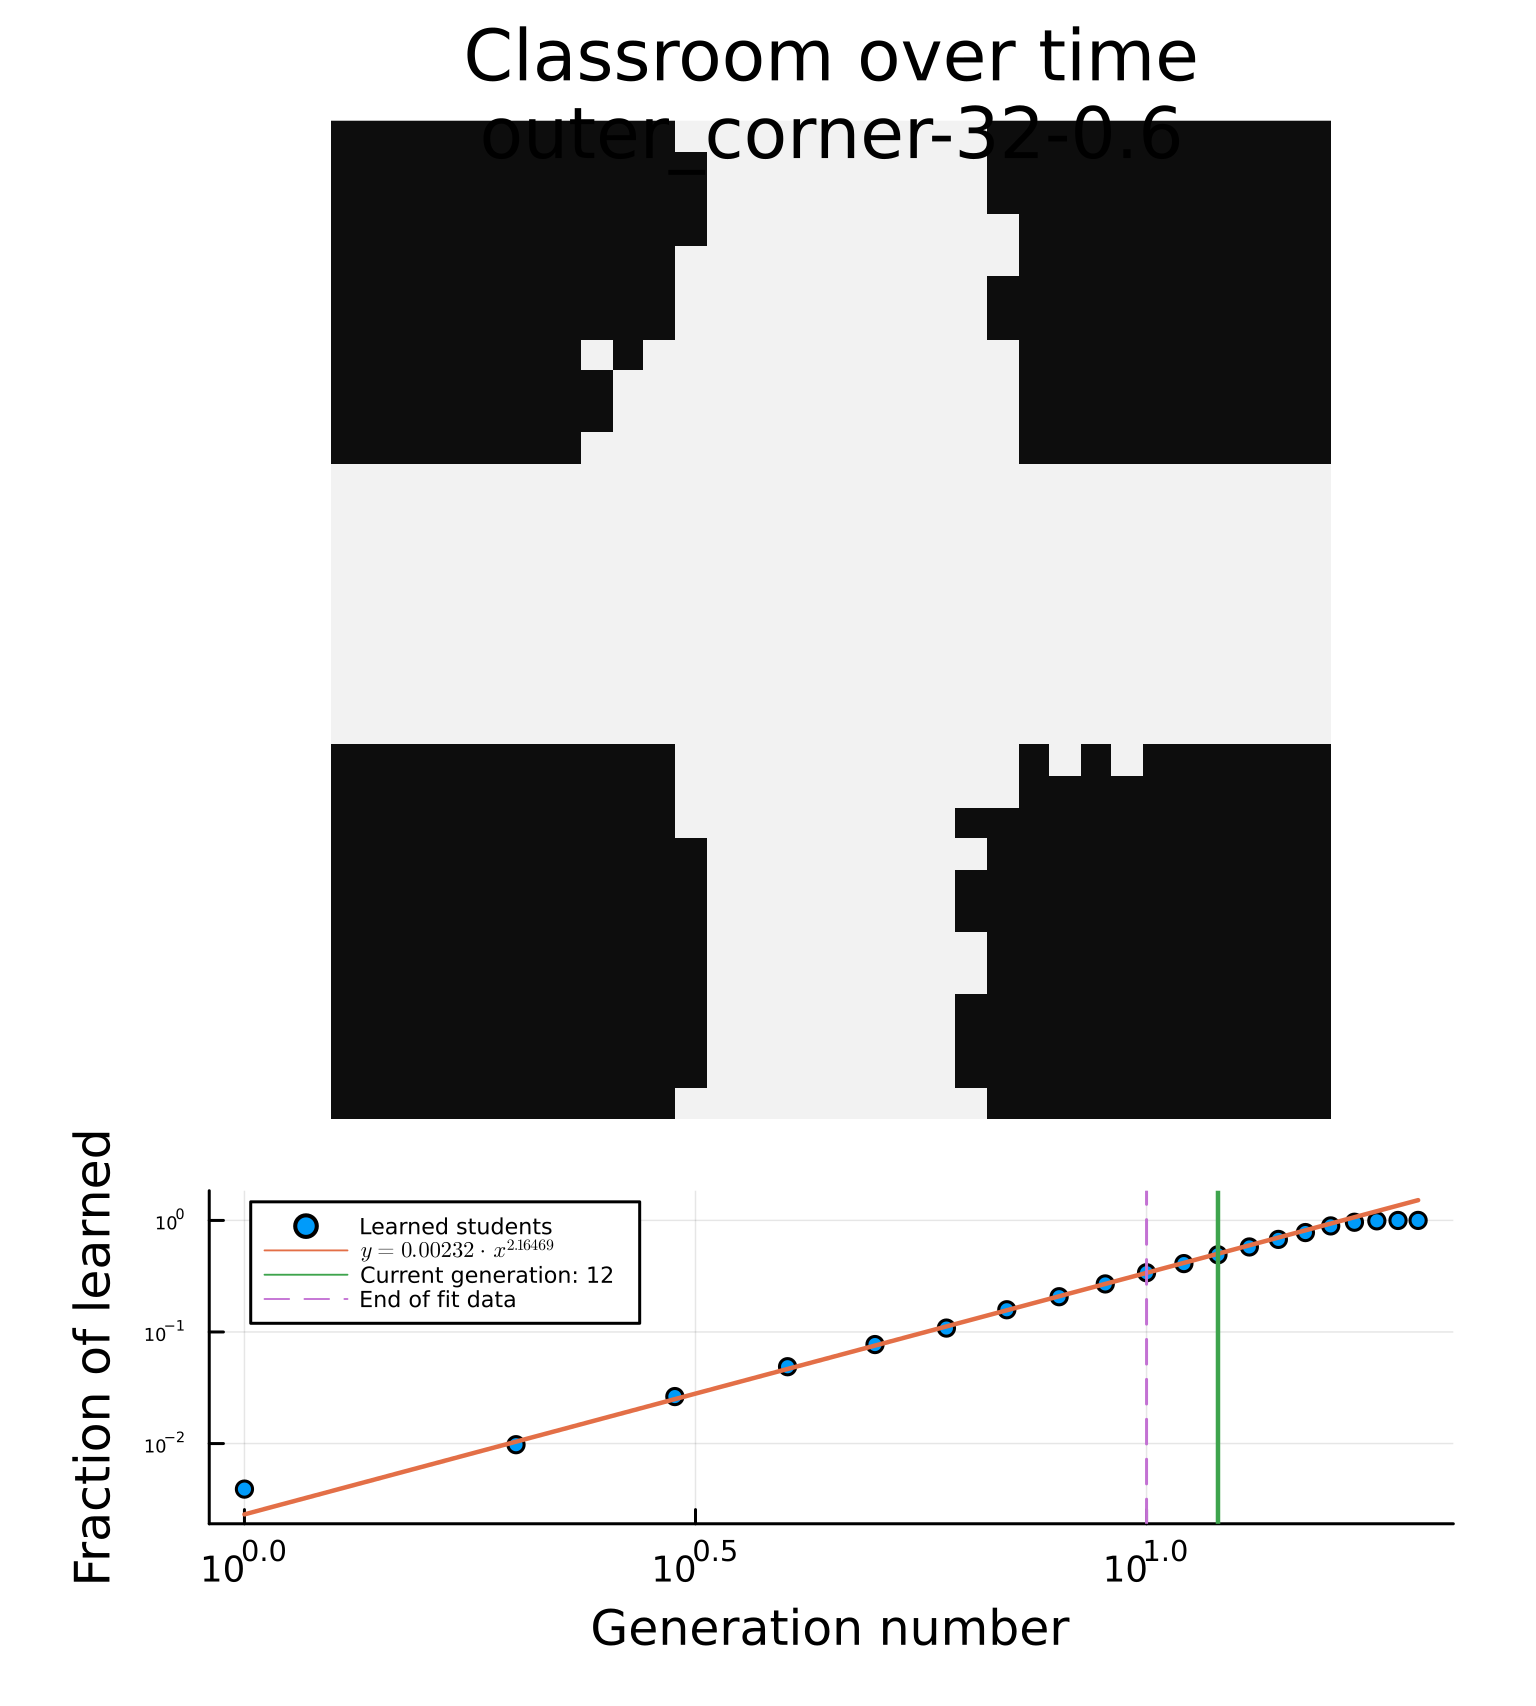 Classroom over time
outer_corner-32-0.6
Fraction of learned
10⁰
10⁻¹
10⁻²
Learned students
y = 0.00232 · x^2.16469
Current generation: 12
End of fit data
10^0.0
10^0.5
10^1.0
Generation number